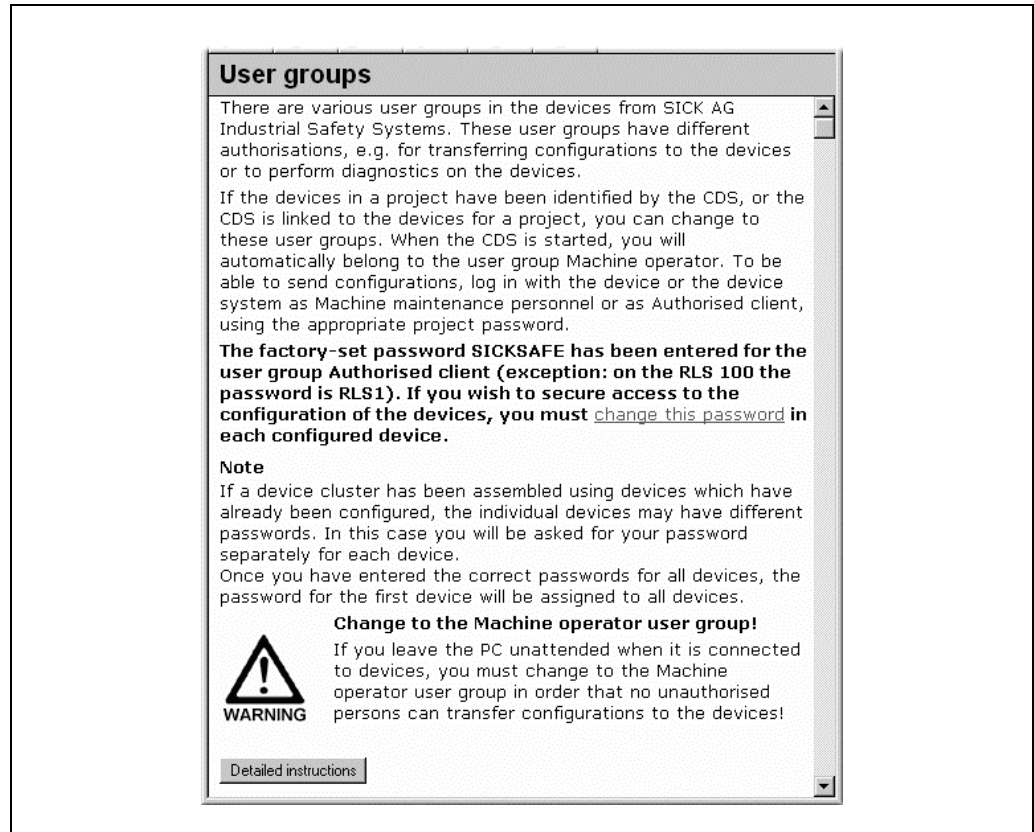 User groups
There are various user groups in the devices from SICK AG
Industrial Safety Systems. These user groups have different
authorisations, e.g. for transferring configurations to the devices
or to perform diagnostics on the devices.
If the devices in a project have been identified by the CDS, or the
CDS is linked to the devices for a project, you can change to
these user groups. When the CDS is started, you will
automatically belong to the user group Machine operator. To be
able to send configurations, log in with the device or the device
system as Machine maintenance personnel or as Authorised client,
using the appropriate project password.
The factory-set password SICKSAFE has been entered for the
user group Authorised client (exception: on the RLS 100 the
password is RLS1). If you wish to secure access to the
configuration of the devices, you must change this password in
each configured device.
Note
If a device cluster has been assembled using devices which have
already been configured, the individual devices may have different
passwords. In this case you will be asked for your password
separately for each device.
Once you have entered the correct passwords for all devices, the
password for the first device will be assigned to all devices.
Change to the Machine operator user group!
If you leave the PC unattended when it is connected
to devices, you must change to the Machine
operator user group in order that no unauthorised
persons can transfer configurations to the devices!
WARNING
Detailed instructions